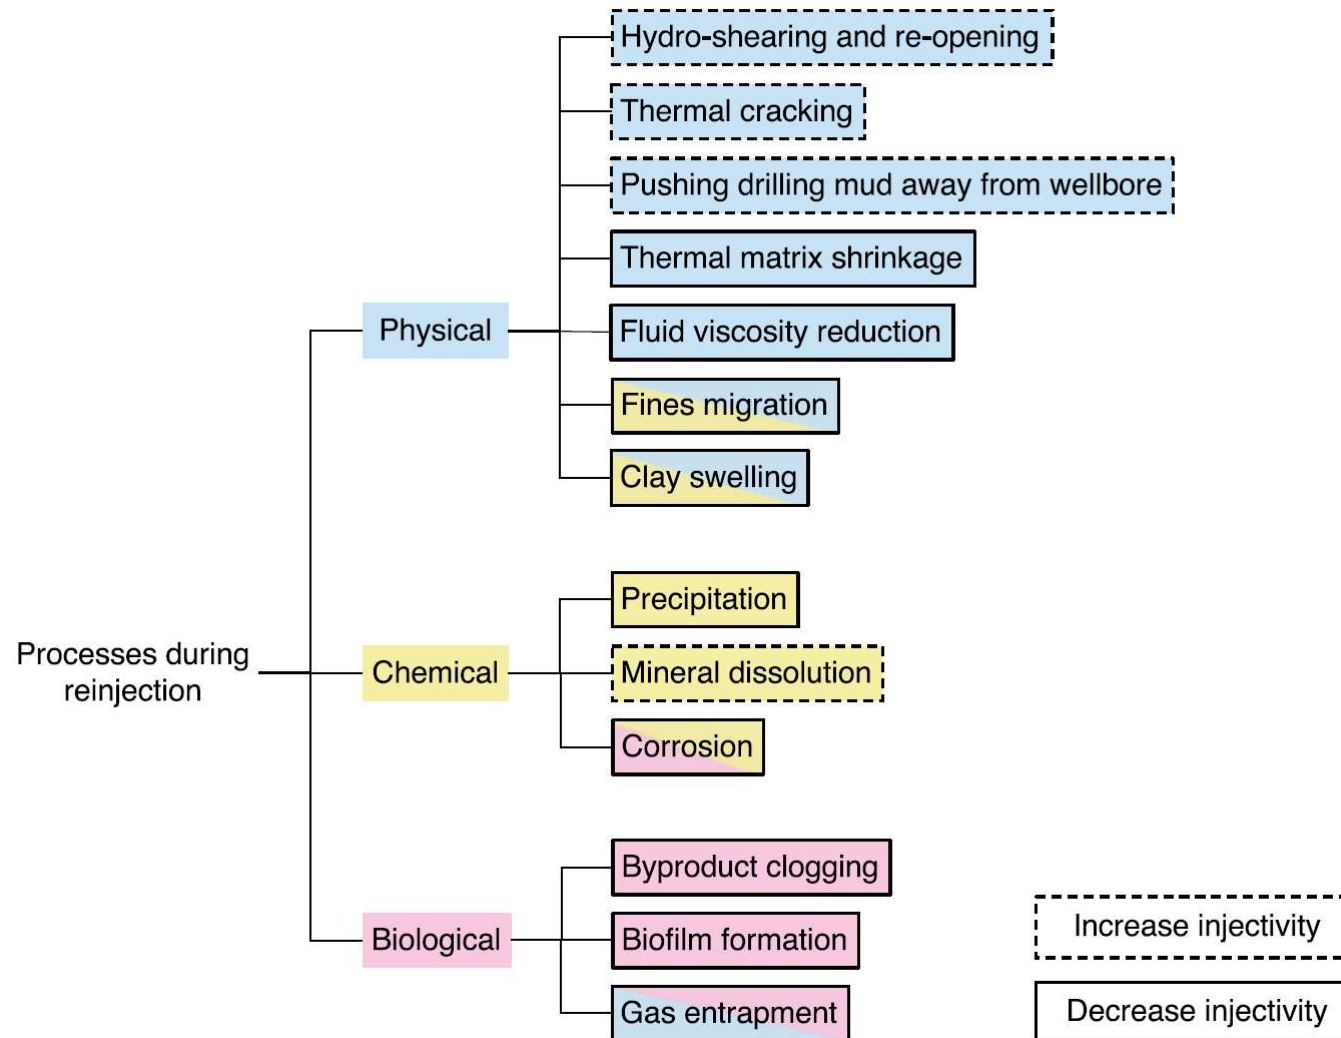 Hydro-shearing and re-opening
Thermal cracking
Pushing drilling mud away from wellbore
Thermal matrix shrinkage
Physical
Fluid viscosity reduction
Fines migration
Clay swelling
Precipitation
Processes during
reinjection
Chemical
Mineral dissolution
Corrosion
Byproduct clogging
Biological
Biofilm formation
Gas entrapment
Increase injectivity
Decrease injectivity